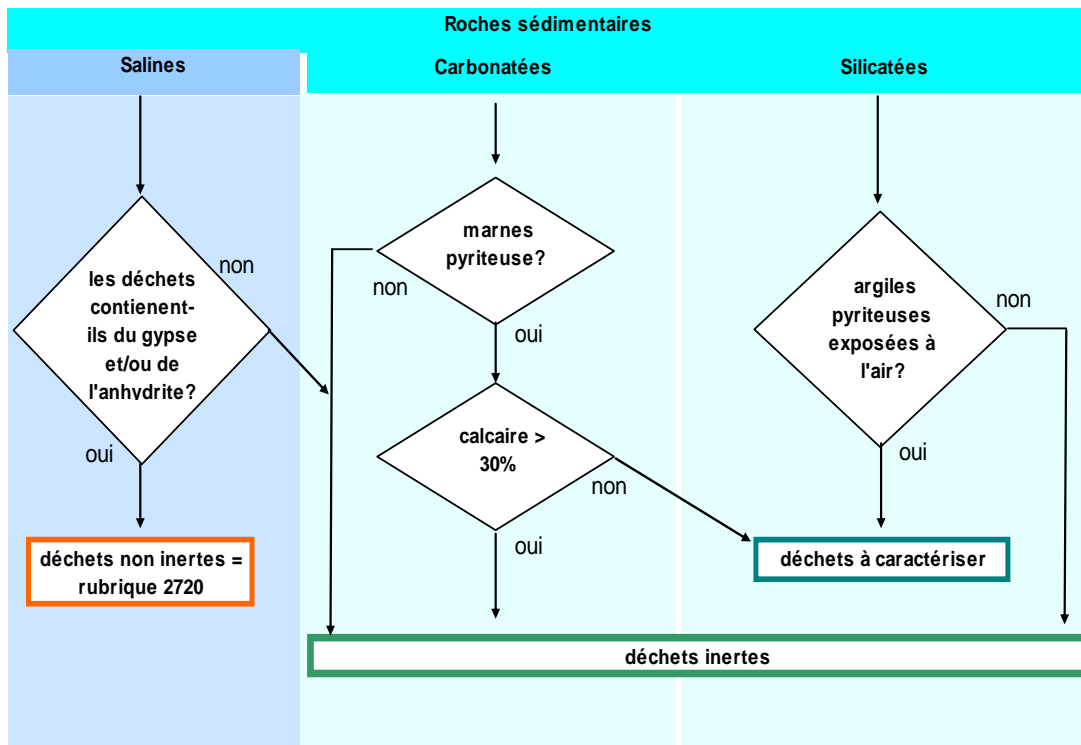 Roches sédimentaires
Salines
Carbonatées
Silicatées
les déchets
contienent-
ils du gypse
et/ou de
l'anhydrite?
non
oui
déchets non inertes =
rubrique 2720
marnes
pyriteuse?
non
oui
calcaire >
30%
non
oui
argiles
pyriteuses
exposées à
l'air?
non
oui
déchets à caractériser
déchets inertes